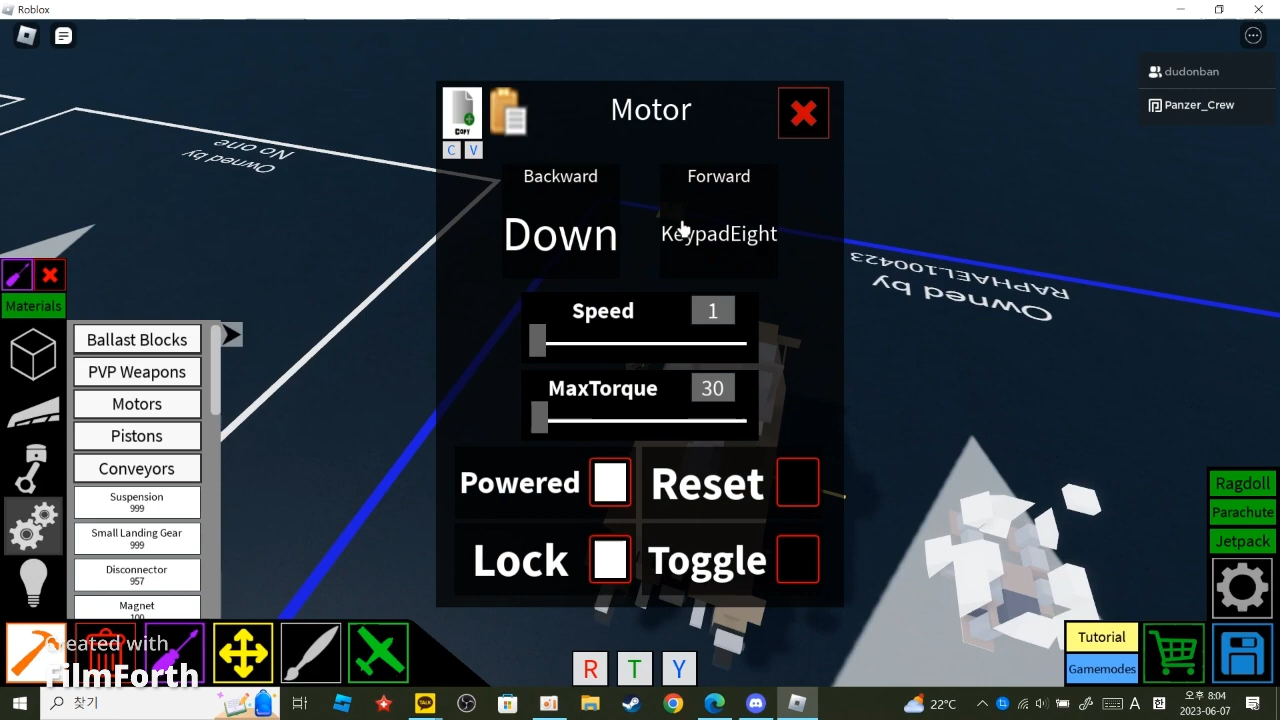 Roblox
dudonban
Panzer_Crew
COPY
Motor
C V
Backward
Forward
Down
KeypadEight
Owned by
No one
Owned by
RAPHAEL100423
Speed 1
MaxTorque 30
Powered
Reset
Lock
Toggle
Materials
Ballast Blocks
PVP Weapons
Motors
Pistons
Conveyors
Suspension
999
Small Landing Gear
999
Disconnector
957
Magnet
100
Ragdoll
Parachute
Jetpack
Tutorial
Gamemodes
R T Y
Created with
FilmForth
찾기
TALK
22°C
A
오후 8:04
2023-06-07